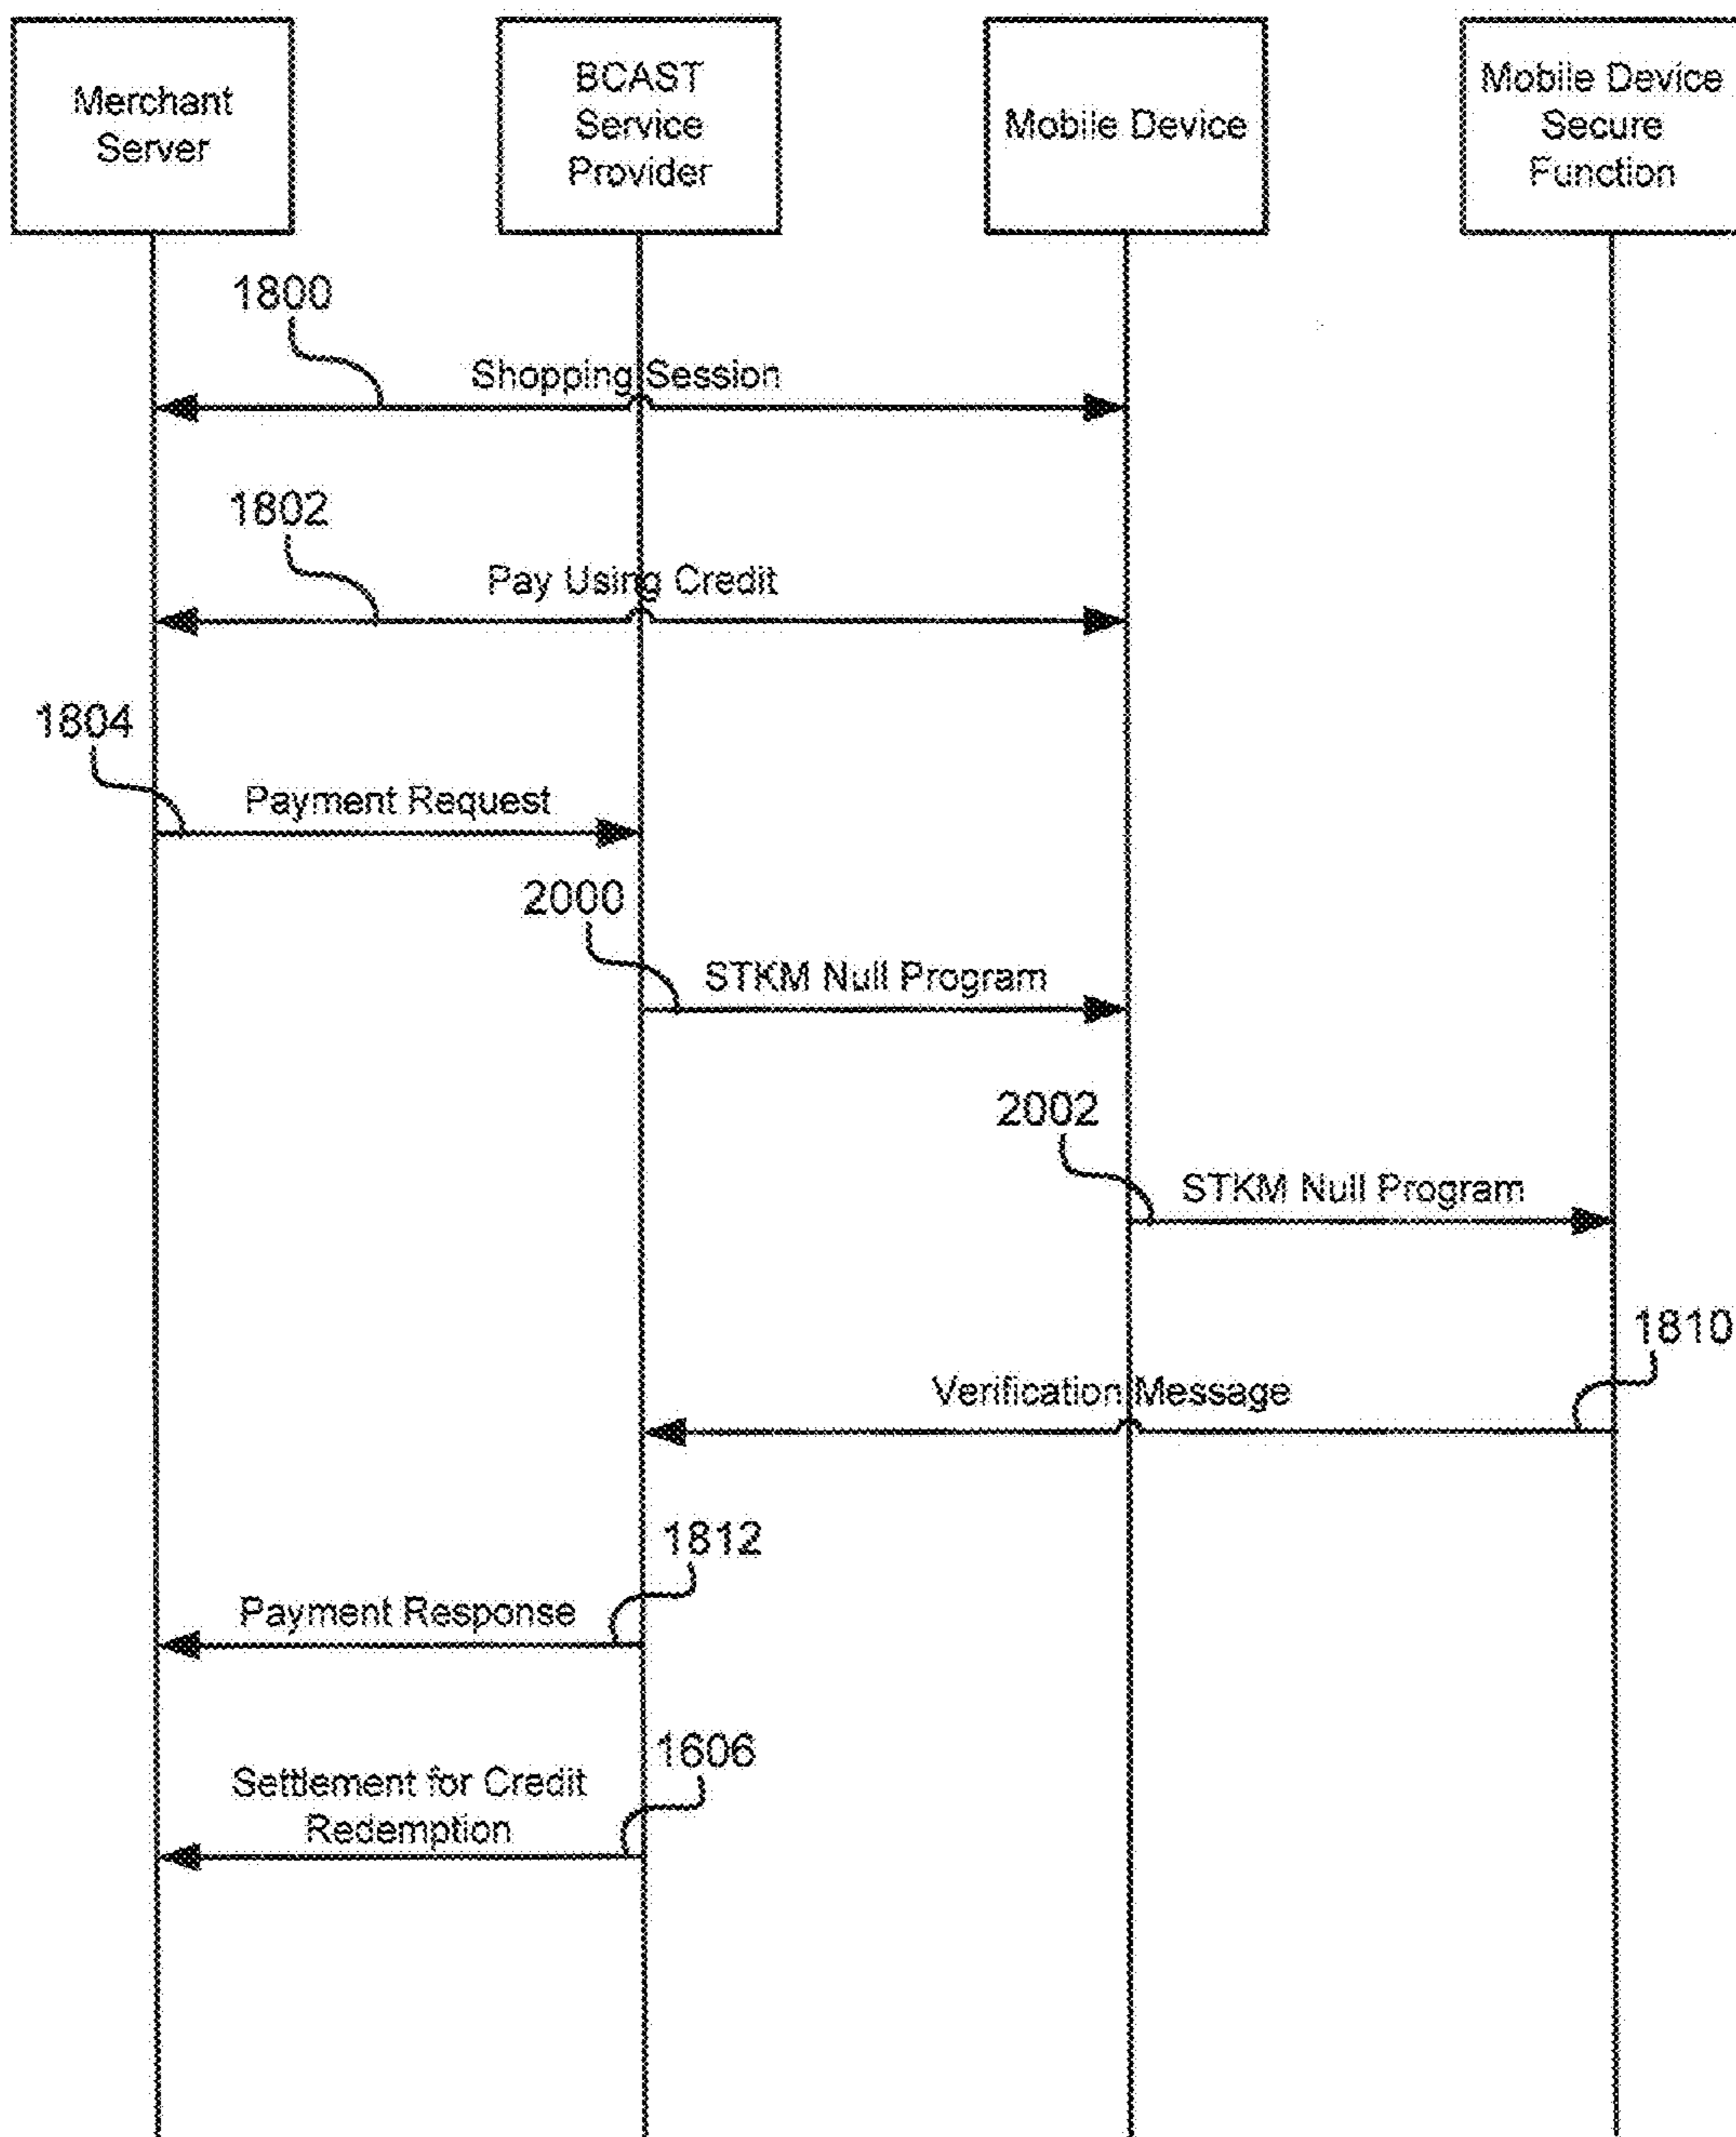 Merchant
Server
BCAST
Service
Provider
Mobile Device
Mobile Device
Secure
Function
1800
Shopping Session
1802
Pay Using Credit
1804
Payment Request
2000
STKM Null Program
2002
STKM Null Program
1810
Verification Message
1812
Payment Response
1606
Settlement for Credit
Redemption